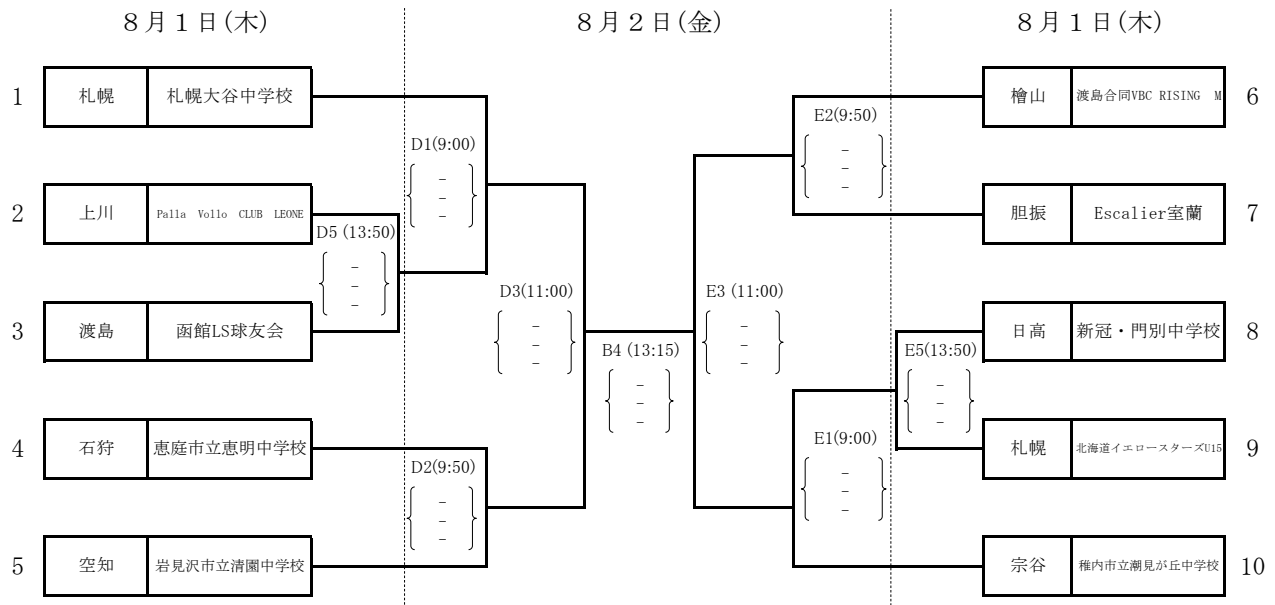 8月1日(木)
8月2日(金)
8月1日(木)
1 札幌 札幌大谷中学校
檜山 渡島合同VBC RISING M 6
E2(9:50)
D1(9:00)
-
-
-
-
-
-
2 上川 Palla Vollo CLUB LEONE
胆振 Escalier室蘭 7
D5 (13:50)
-
-
-
D3(11:00)
E3 (11:00)
3 渡島 函館LS球友会
日高 新冠・門別中学校 8
-
-
-
-
-
-
B4 (13:15)
E5(13:50)
-
-
-
-
-
-
4 石狩 恵庭市立恵明中学校
E1(9:00)
札幌 北海道イエロースターズU15 9
D2(9:50)
-
-
-
-
-
-
5 空知 岩見沢市立清園中学校
宗谷 稚内市立潮見が丘中学校 10